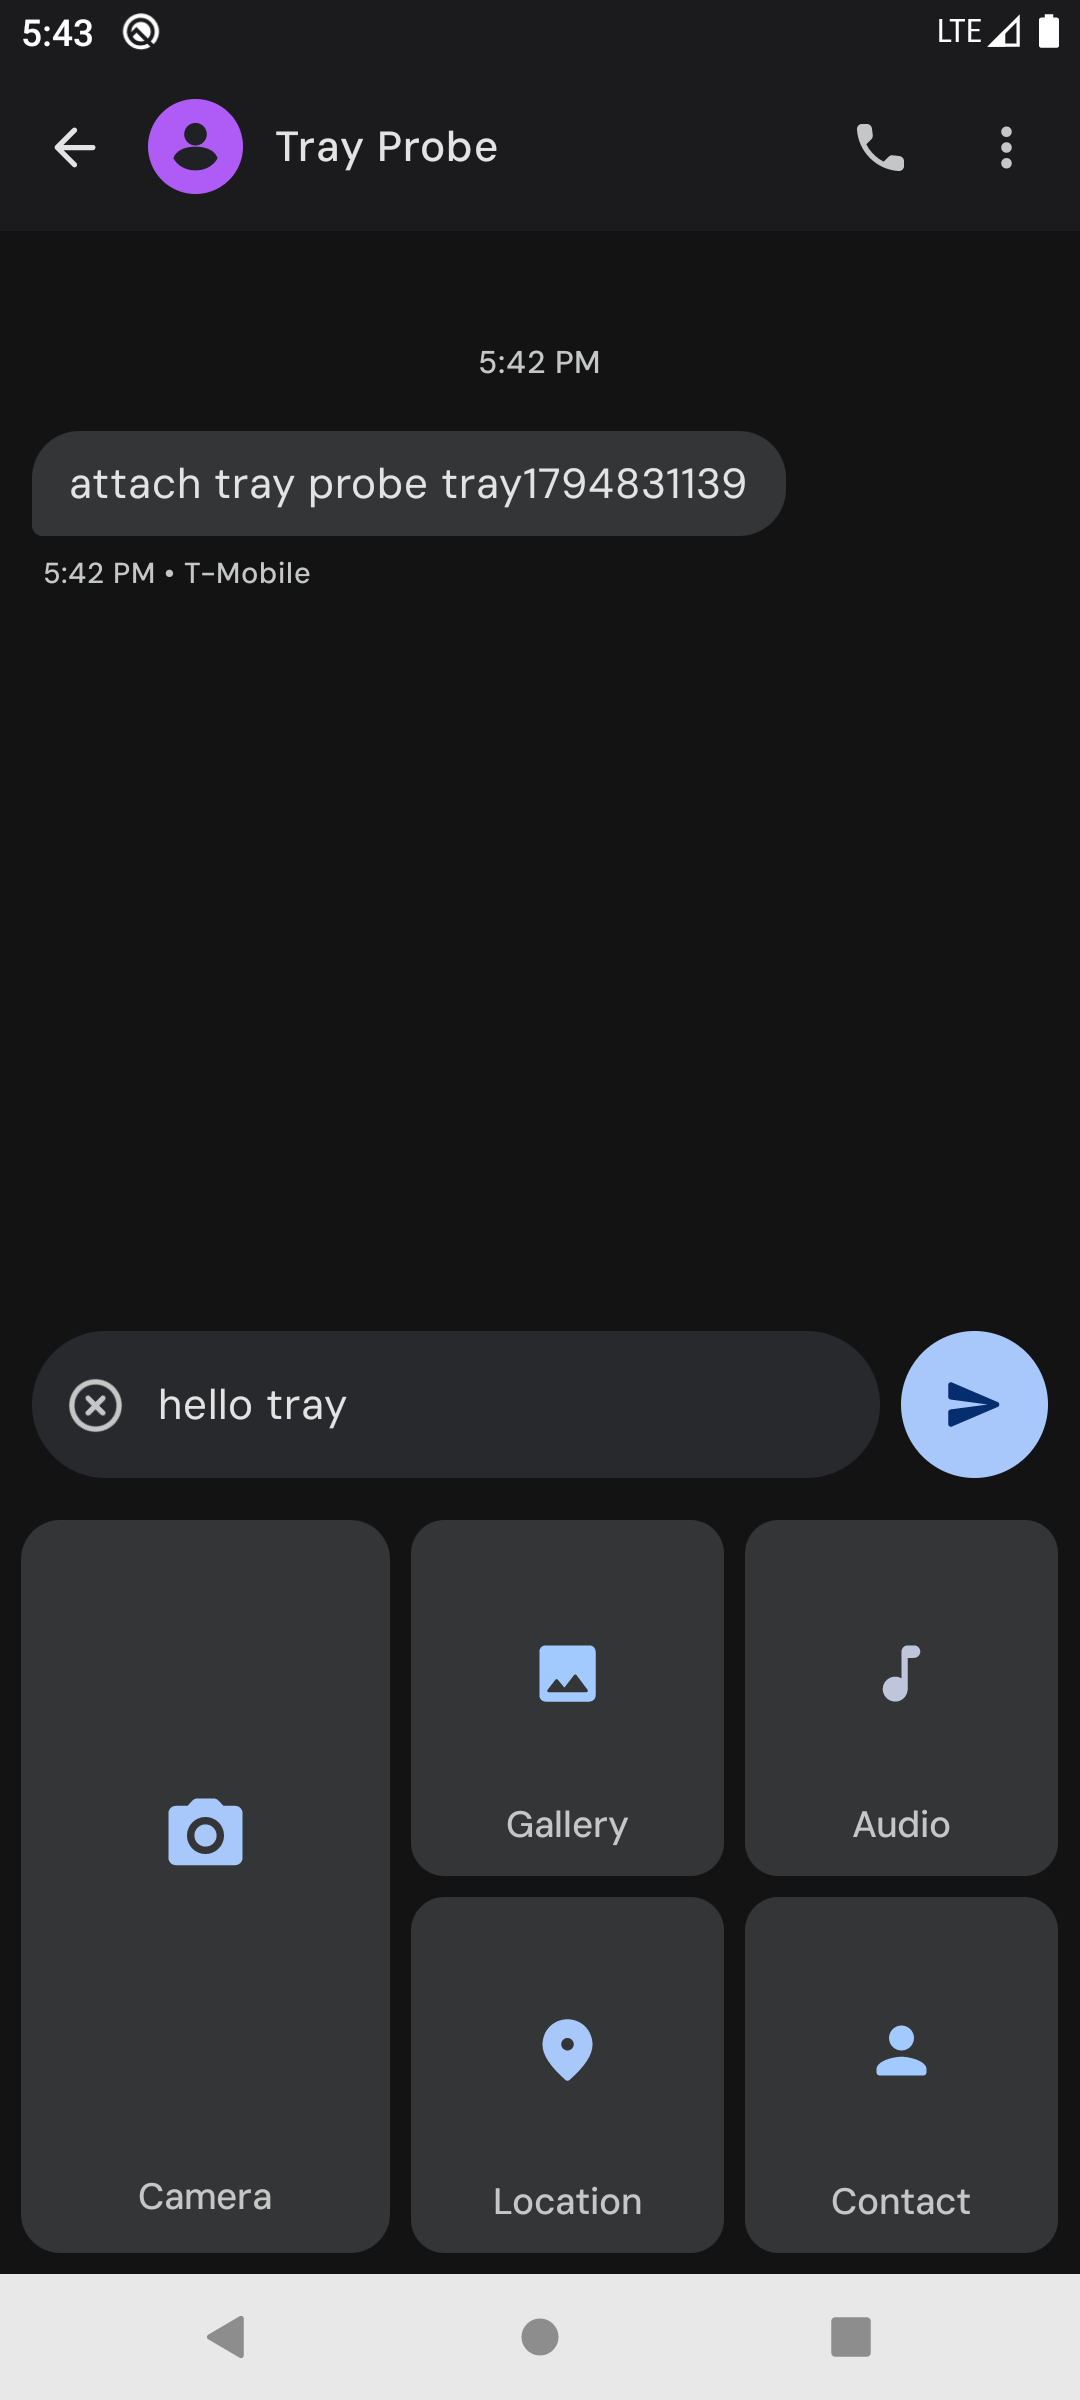 5:43
LTE
Tray Probe
5:42 PM
attach tray probe tray1794831139
5:42 PM • T-Mobile
hello tray
Gallery
Audio
Camera
Location
Contact